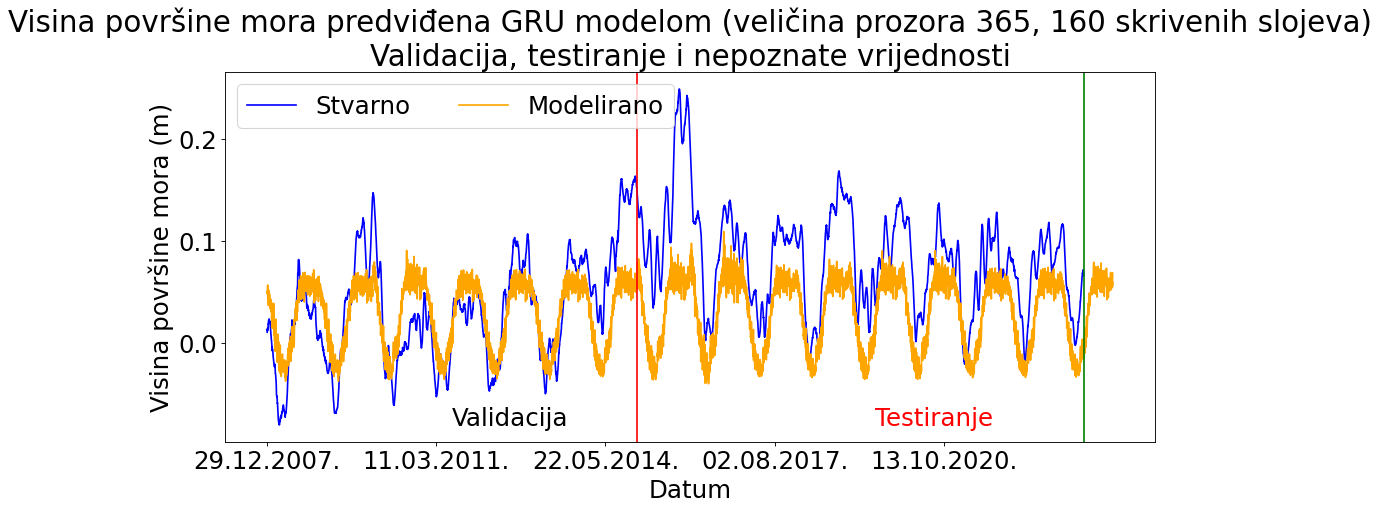 Visina površine mora predviđena GRU modelom (veličina prozora 365, 160 skrivenih slojeva)
Validacija, testiranje i nepoznate vrijednosti
Stvarno
Modelirano
Visina površine mora (m)
0.2
0.1
0.0
Validacija
Testiranje
29.12.2007.
11.03.2011.
22.05.2014.
02.08.2017.
13.10.2020.
Datum